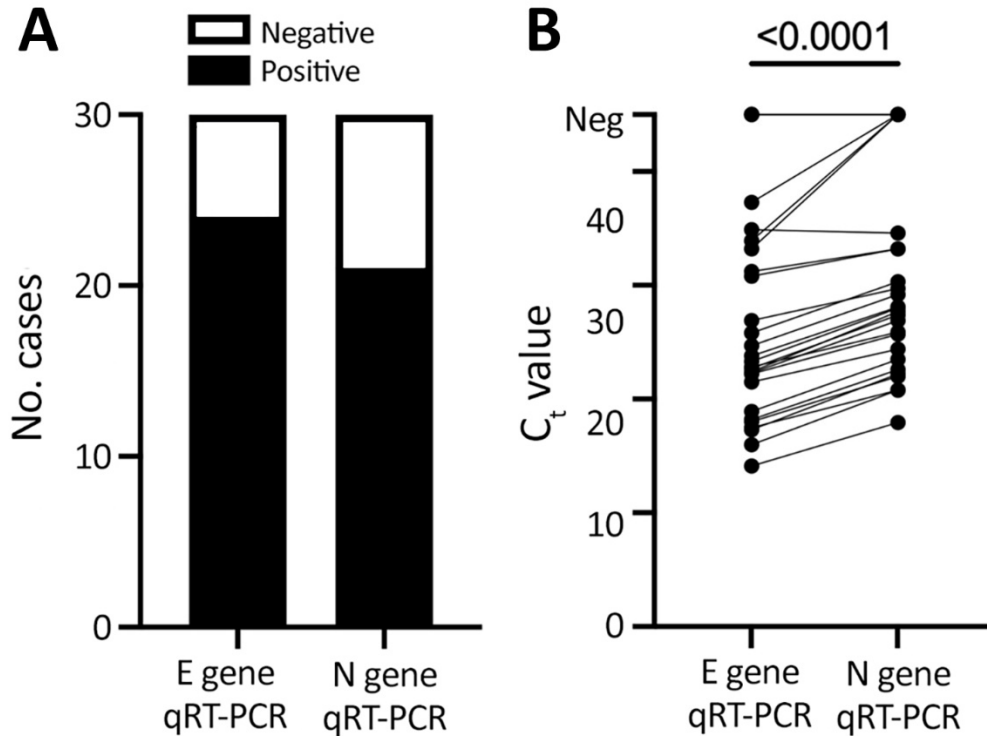 A
Negative
Positive
30
20
10
0
No. cases
E gene
qRT-PCR
N gene
qRT-PCR
B
<0.0001
Neg
40
30
20
10
0
Ct value
E gene
qRT-PCR
N gene
qRT-PCR